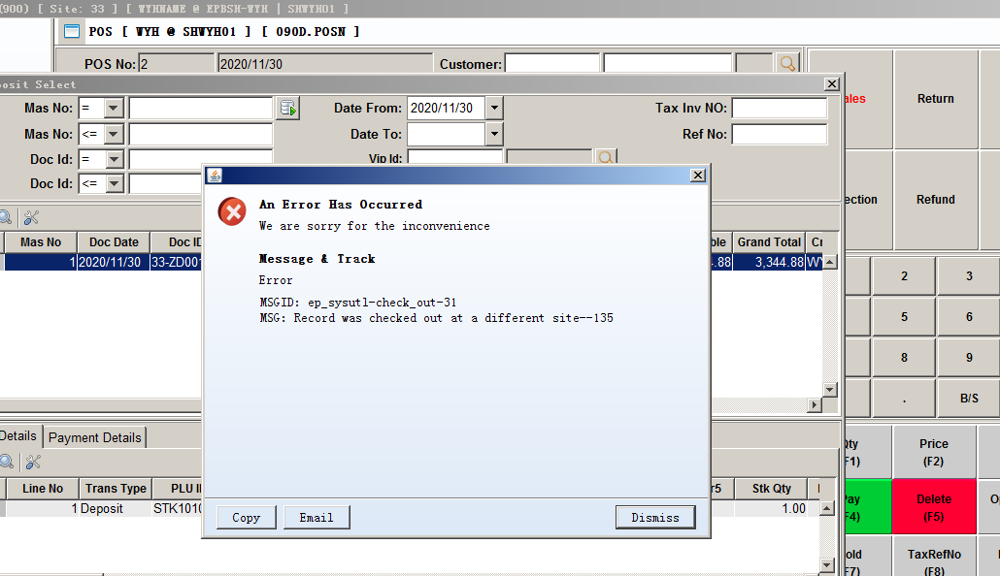 (900) [ Site: 33 ] [ WYHNAME @ EPBSH-WYH | SHWYH01 ]
POS [ WYH @ SHWYH01 ] [ 090D.POSN ]
POS No: 2 2020/11/30 Customer:
posit Select
ales Return
Mas No: = Date From: 2020/11/30 Tax Inv NO:
Mas No: <= Date To: Ref No:
Doc Id: = Vip Id:
Doc Id: <=
ection Refund
Mas No Doc Date Doc ID ble Grand Total Cr
1 2020/11/30 33-ZD001 4.88 3,344.88 WY
An Error Has Occurred
We are sorry for the inconvenience
Message & Track
Error
MSGID: ep_sysutl-check_out-31
MSG: Record was checked out at a different site--135
Copy Email Dismiss
2 3
5 6
8 9
. B/S
Details Payment Details
Line No Trans Type PLU I r5 Stk Qty
1 Deposit STK1010 1.00
Qty Price
(F1) (F2)
Pay Delete
(F4) (F5)
old TaxRefNo
(F7) (F8)